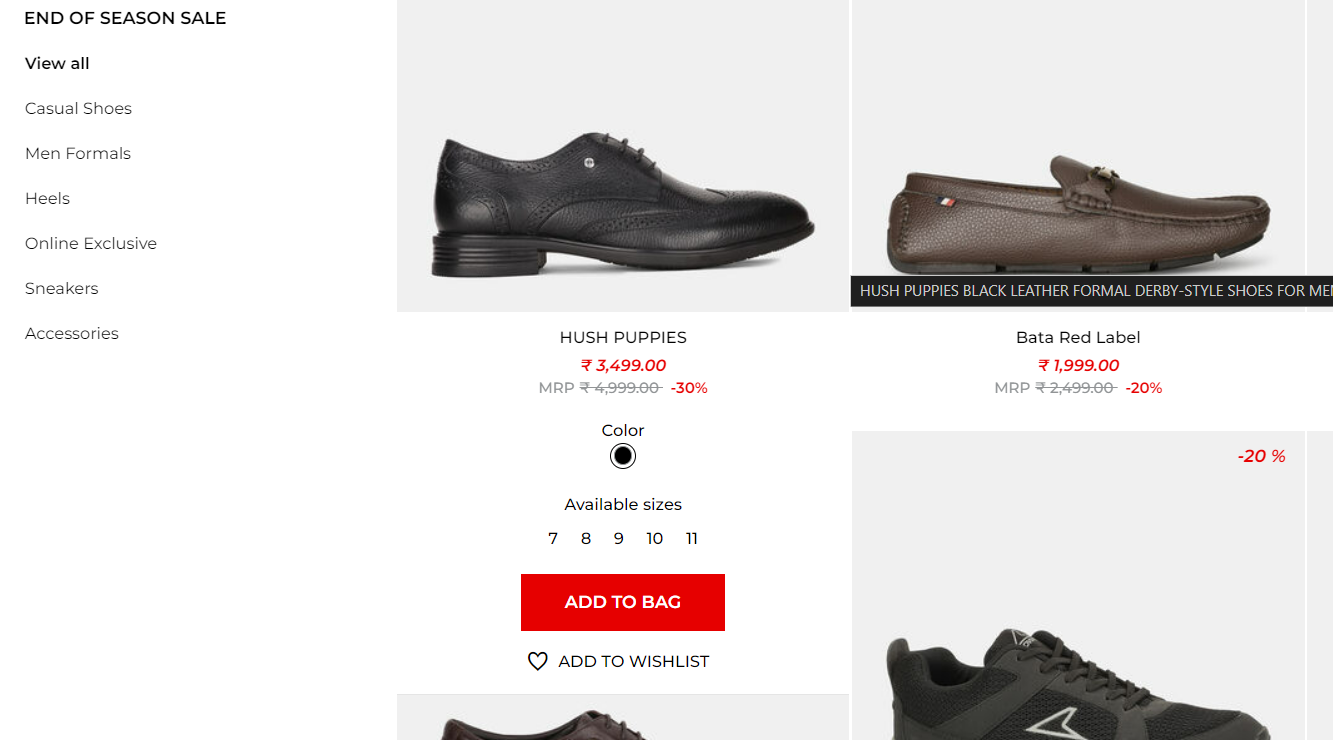 END OF SEASON SALE
View all
Casual Shoes
Men Formals
Heels
Online Exclusive
Sneakers
Accessories
HUSH PUPPIES
₹ 3,499.00
MRP ₹ 4,999.00 -30%
Color
Available sizes
7 8 9 10 11
ADD TO BAG
ADD TO WISHLIST
HUSH PUPPIES BLACK LEATHER FORMAL DERBY-STYLE SHOES FOR MEN
Bata Red Label
₹ 1,999.00
MRP ₹ 2,499.00 -20%
-20 %